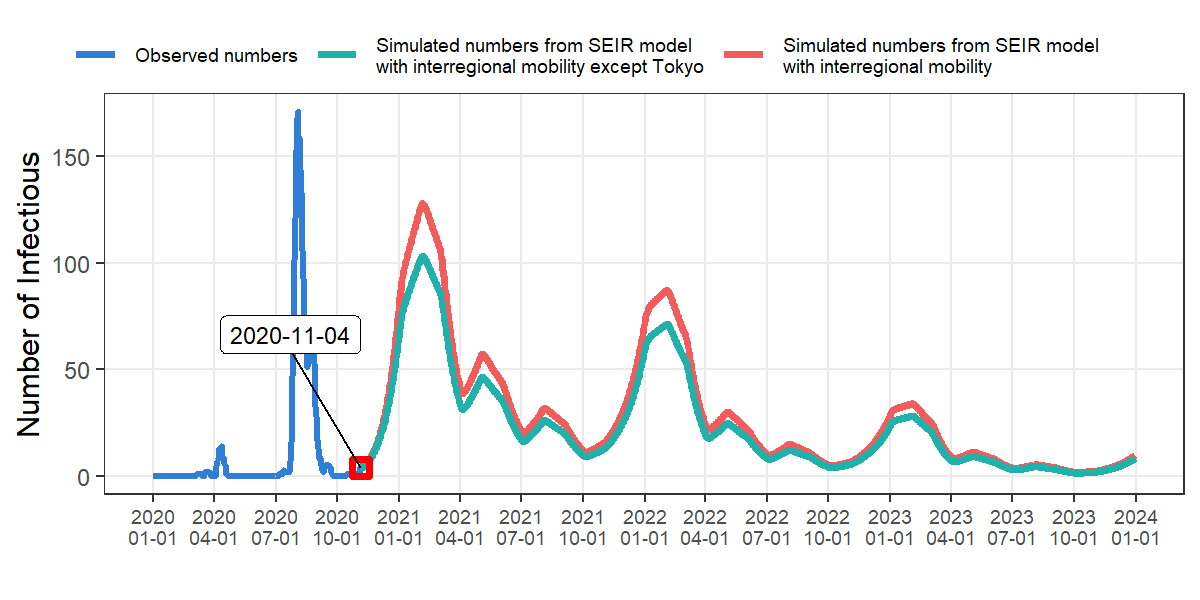 Observed numbers
Simulated numbers from SEIR model
with interregional mobility except Tokyo
Simulated numbers from SEIR model
with interregional mobility
Number of Infectious
150
100
50
0
2020-11-04
2020 2020 2020 2020 2021 2021 2021 2021 2022 2022 2022 2022 2023 2023 2023 2023 2024
01-01 04-01 07-01 10-01 01-01 04-01 07-01 10-01 01-01 04-01 07-01 10-01 01-01 04-01 07-01 10-01 01-01